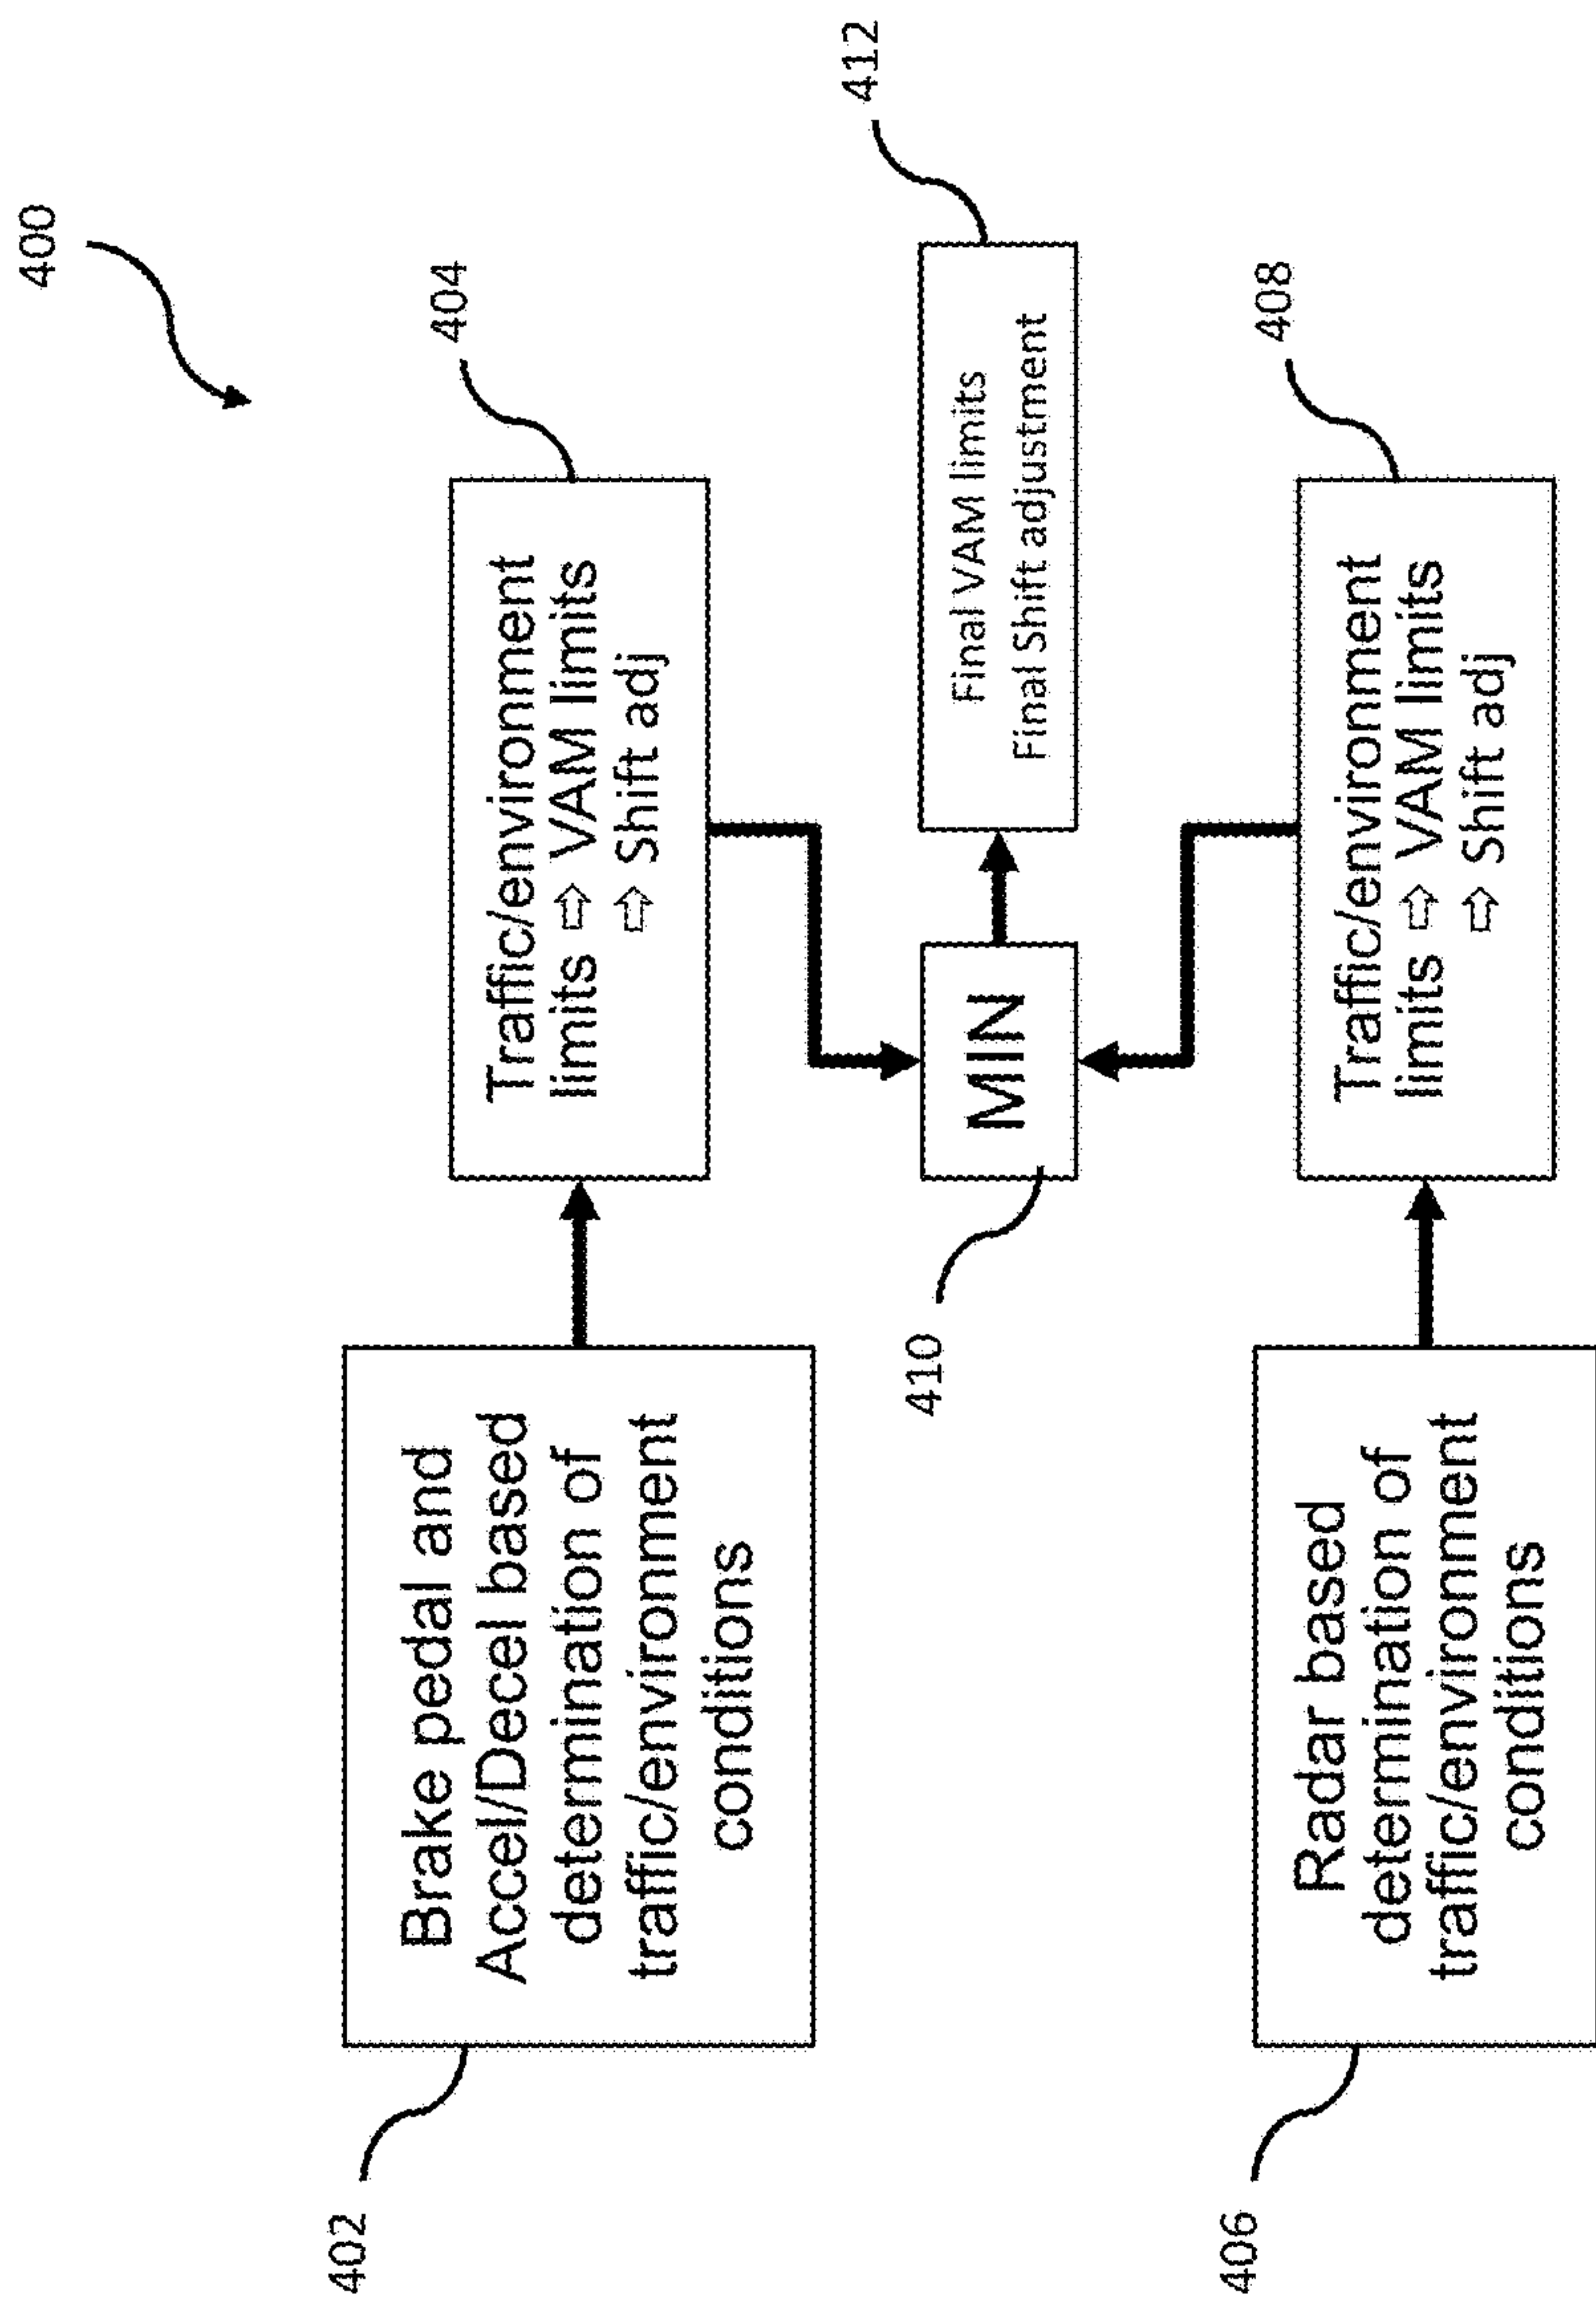 400
402
Brake pedal and
Accel/Decel based
determination of
traffic/environment
conditions
404
Traffic/environment
limits ⇨ VAM limits
⇨ Shift adj
410
MIN
412
Final VAM limits
Final Shift adjustment
406
Radar based
determination of
traffic/environment
conditions
408
Traffic/environment
limits ⇨ VAM limits
⇨ Shift adj